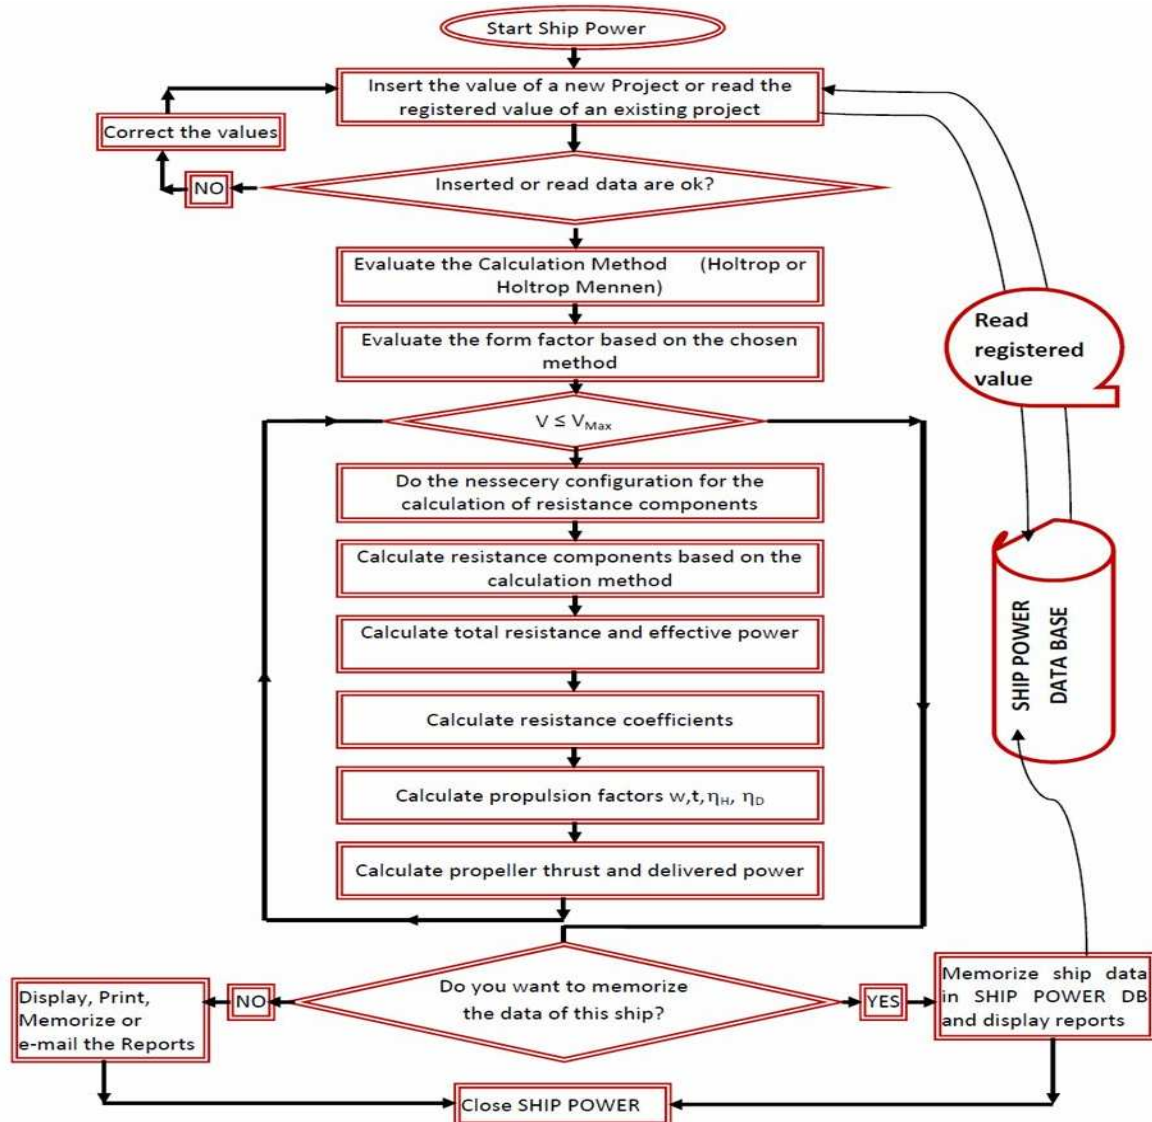 Start Ship Power
Insert the value of a new Project or read the
registered value of an existing project
Correct the values
NO
Inserted or read data are ok?
Evaluate the Calculation Method (Holtrop or
Holtrop Mennen)
Evaluate the form factor based on the chosen
method
Read
registered
value
V ≤ VMax
Do the nessecery configuration for the
calculation of resistance components
Calculate resistance components based on the
calculation method
Calculate total resistance and effective power
SHIP POWER
DATA BASE
Calculate resistance coefficients
Calculate propulsion factors w,t,ηH, ηD
Calculate propeller thrust and delivered power
Do you want to memorize
the data of this ship?
NO
YES
Display, Print,
Memorize or
e-mail the Reports
Memorize ship data
in SHIP POWER DB
and display reports
Close SHIP POWER